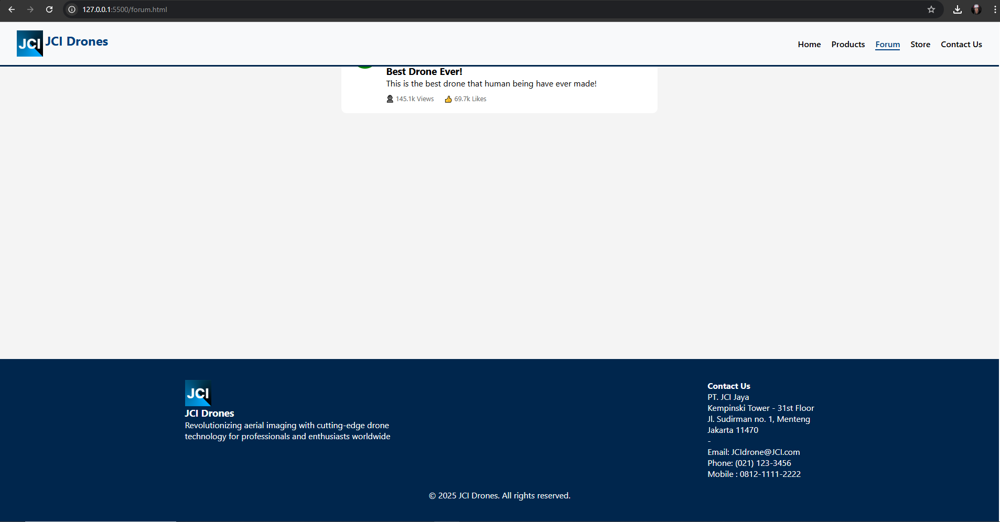 127.0.0.1:5500/forum.html
JCI JCI Drones
Home Products Forum Store Contact Us
Best Drone Ever!
This is the best drone that human being have ever made!
145.1k Views 69.7k Likes
JCI
JCI Drones
Revolutionizing aerial imaging with cutting-edge drone
technology for professionals and enthusiasts worldwide
Contact Us
PT. JCI Jaya
Kempinski Tower - 31st Floor
Jl. Sudirman no. 1, Menteng
Jakarta 11470
-
Email: JCIdrone@JCI.com
Phone: (021) 123-3456
Mobile : 0812-1111-2222
© 2025 JCI Drones. All rights reserved.